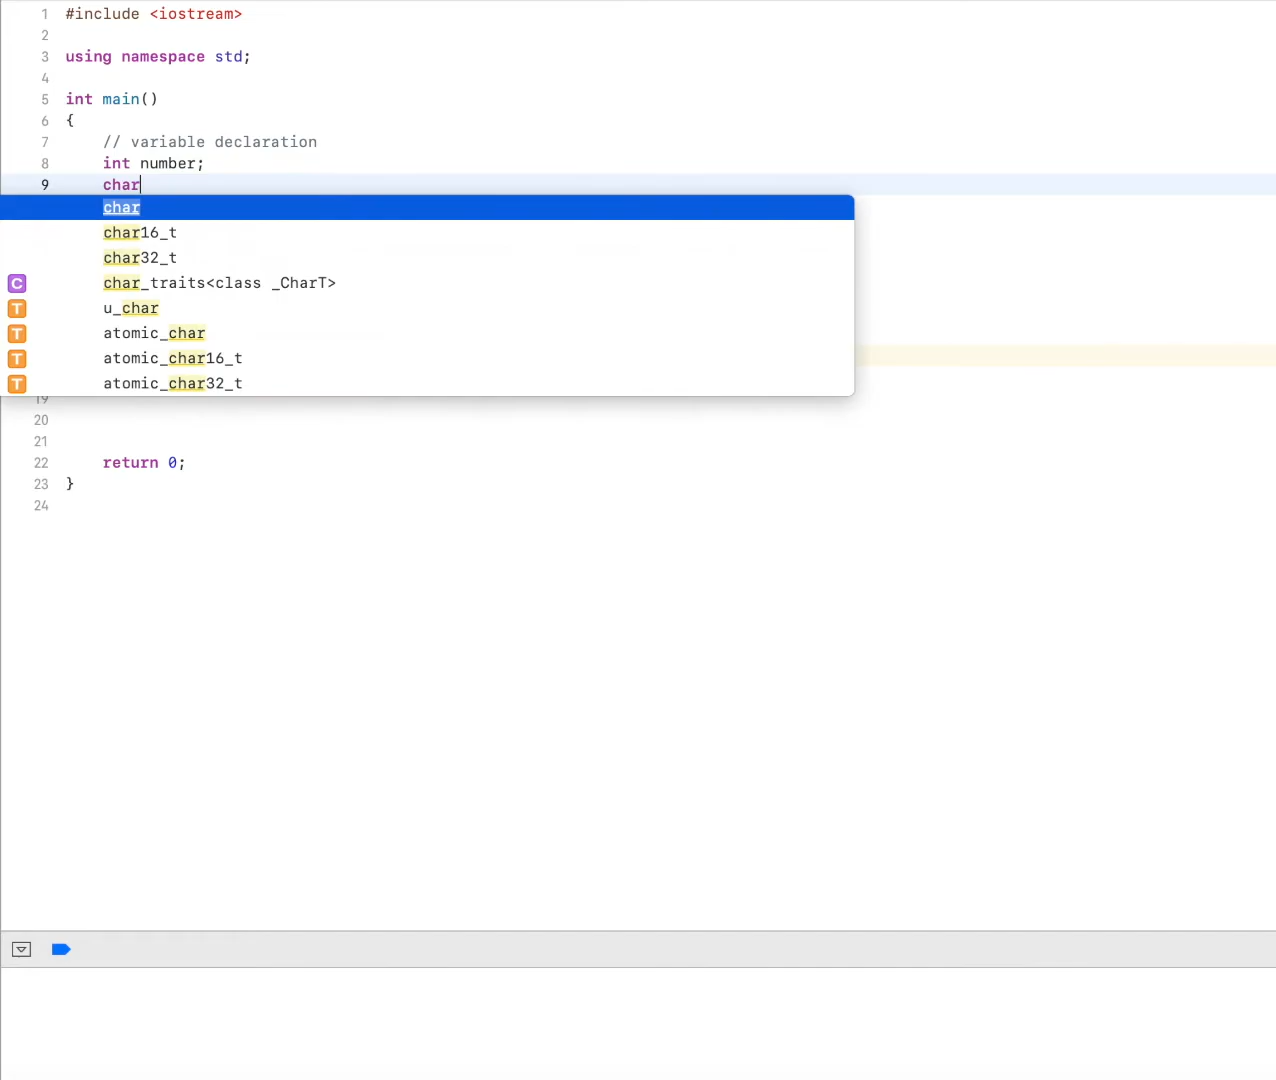 1 #include <iostream>
2
3 using namespace std;
4
5 int main()
6 {
7 // variable declaration
8 int number;
9 char
char
char16_t
char32_t
C char_traits<class _CharT>
T u_char
T atomic_char
T atomic_char16_t
T atomic_char32_t
19
20
21
22 return 0;
23 }
24